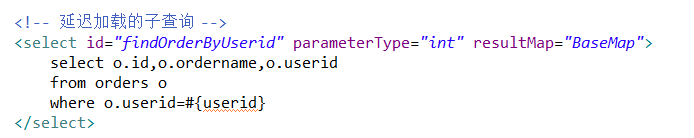 <!-- 延迟加载的子查询 -->
<select id="findOrderByUserid" parameterType="int" resultMap="BaseMap">
select o.id,o.ordername,o.userid
from orders o
where o.userid=#{userid}
</select>